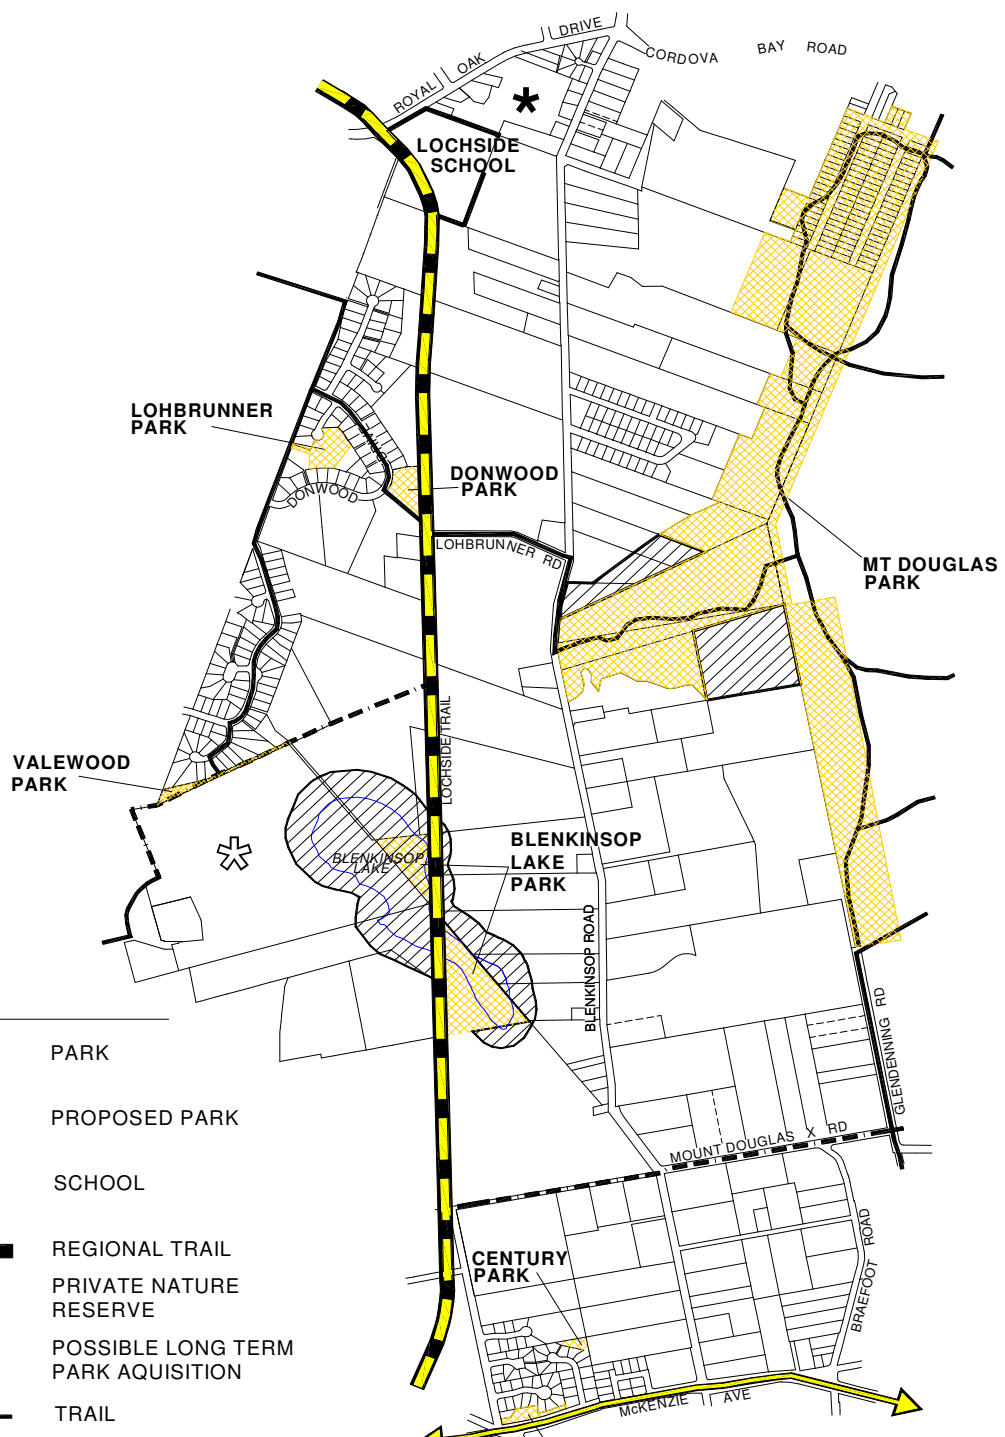 ROYAL OAK DRIVE
CORDOVA BAY ROAD
LOCHSIDE
SCHOOL
LOHBRUNNER
PARK
DONWOOD
DONWOOD
PARK
LOHBRUNNER RD
MT DOUGLAS
PARK
VALEWOOD
PARK
LOCHSIDE TRAIL
BLENKINSOP
LAKE
BLENKINSOP
LAKE
PARK
BLENKINSOP ROAD
GLENDENNING RD
MOUNT DOUGLAS X RD
BRAEFOOT ROAD
CENTURY
PARK
McKENZIE AVE
PARK
PROPOSED PARK
SCHOOL
REGIONAL TRAIL
PRIVATE NATURE
RESERVE
POSSIBLE LONG TERM
PARK AQUISITION
TRAIL